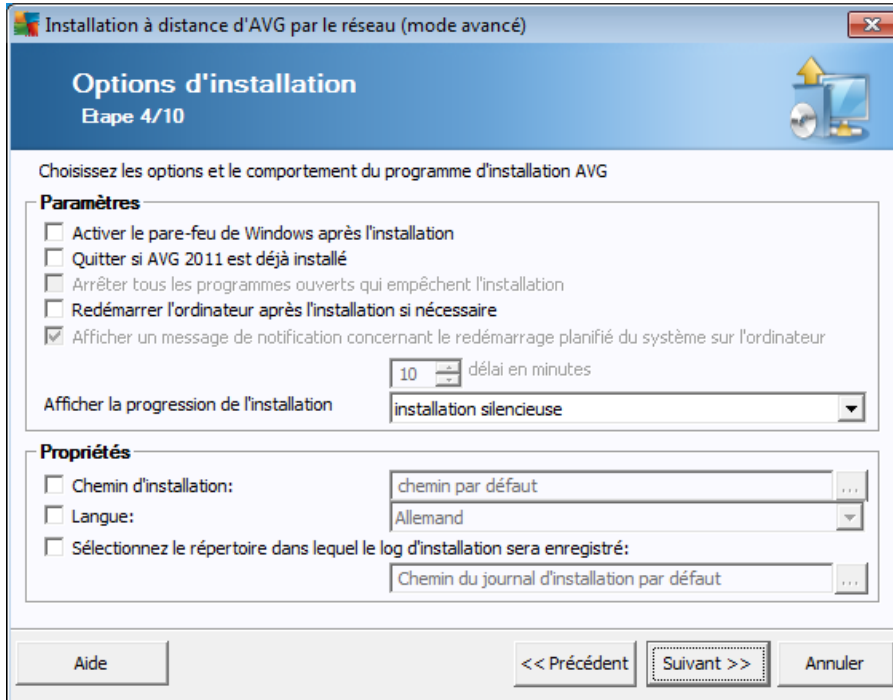 Installation à distance d'AVG par le réseau (mode avancé)
Options d'installation
Etape 4/10
Choisissez les options et le comportement du programme d'installation AVG
Paramètres
Activer le pare-feu de Windows après l'installation
Quitter si AVG 2011 est déjà installé
Arrêter tous les programmes ouverts qui empêchent l'installation
Redémarrer l'ordinateur après l'installation si nécessaire
Afficher un message de notification concernant le redémarrage planifié du système sur l'ordinateur
10 délai en minutes
Afficher la progression de l'installation installation silencieuse
Propriétés
Chemin d'installation: chemin par défaut ...
Langue: Allemand
Sélectionnez le répertoire dans lequel le log d'installation sera enregistré:
Chemin du journal d'installation par défaut ...
Aide << Précédent Suivant >> Annuler